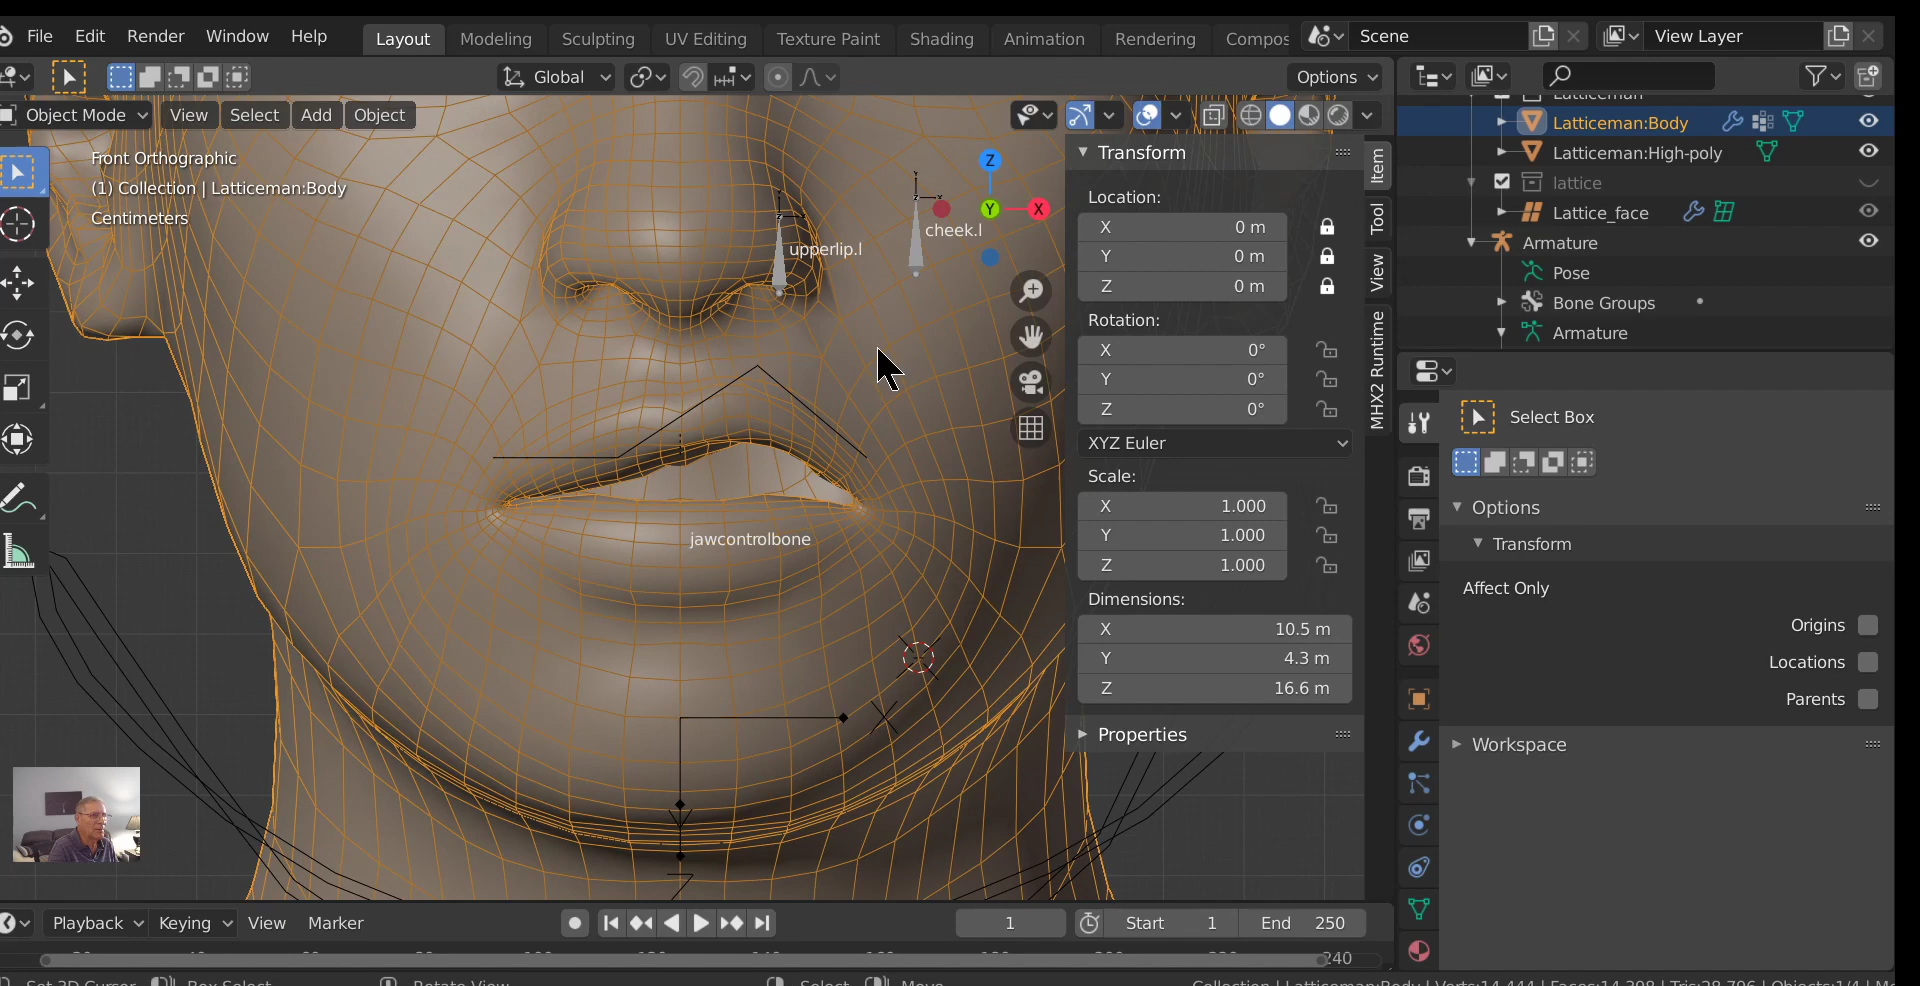 File Edit Render Window Help Layout Modeling Sculpting UV Editing Texture Paint Shading Animation Rendering Compos Scene View Layer
Global Options
Object Mode View Select Add Object
Front Orthographic
(1) Collection | Latticeman:Body
Centimeters
Z
Y
X
cheek.l
upperlip.l
jawcontrolbone
Transform
Location:
X 0 m
Y 0 m
Z 0 m
Rotation:
X 0°
Y 0°
Z 0°
XYZ Euler
Scale:
X 1.000
Y 1.000
Z 1.000
Dimensions:
X 10.5 m
Y 4.3 m
Z 16.6 m
Properties
Item
Tool
View
MHX2 Runtime
Latticeman
Latticeman:Body
Latticeman:High-poly
lattice
Lattice_face
Armature
Pose
Bone Groups
Armature
Select Box
Options
Transform
Affect Only
Origins
Locations
Parents
Workspace
Playback Keying View Marker 1 Start 1 End 250
240
Set 3D Cursor Box Select Rotate View Select Move Collection | Latticeman:Body | Verts:14,444 | Faces:14,398 | Tris:28,796 | Objects:1/4 |